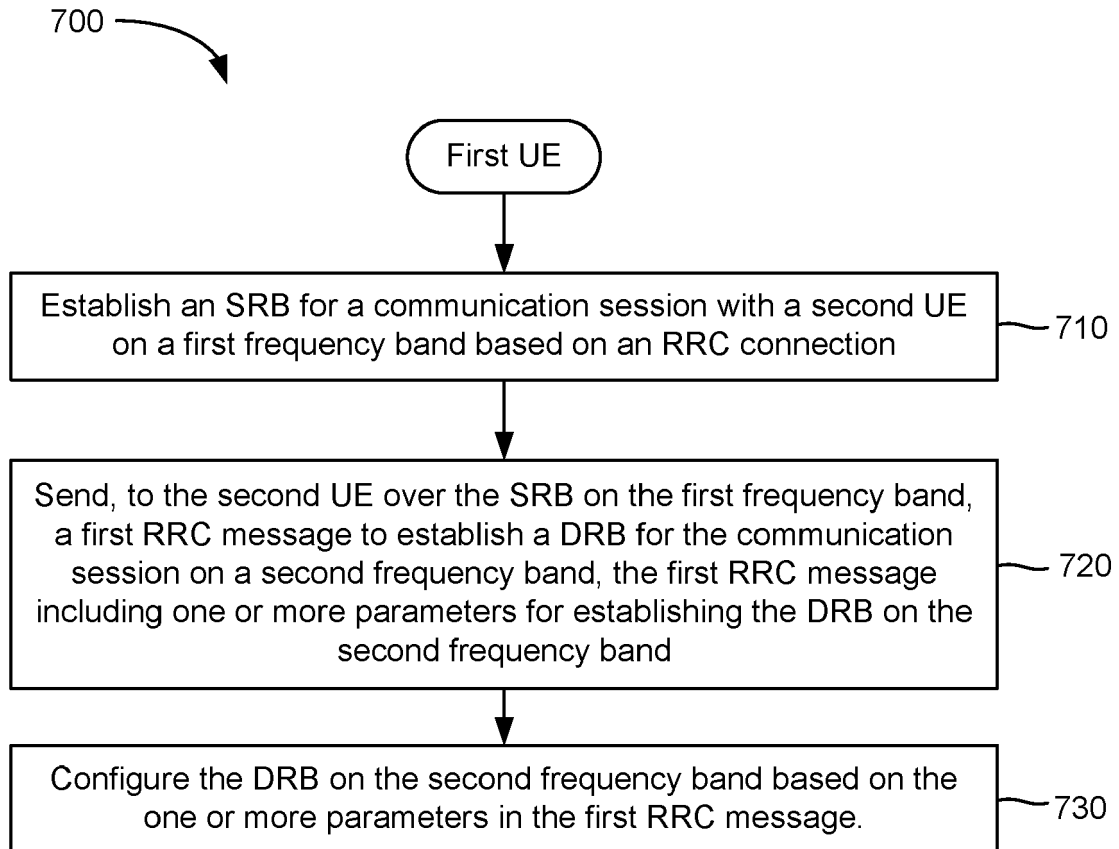 700
First UE
Establish an SRB for a communication session with a second UE
on a first frequency band based on an RRC connection
710
Send, to the second UE over the SRB on the first frequency band,
a first RRC message to establish a DRB for the communication
session on a second frequency band, the first RRC message
including one or more parameters for establishing the DRB on the
second frequency band
720
Configure the DRB on the second frequency band based on the
one or more parameters in the first RRC message.
730